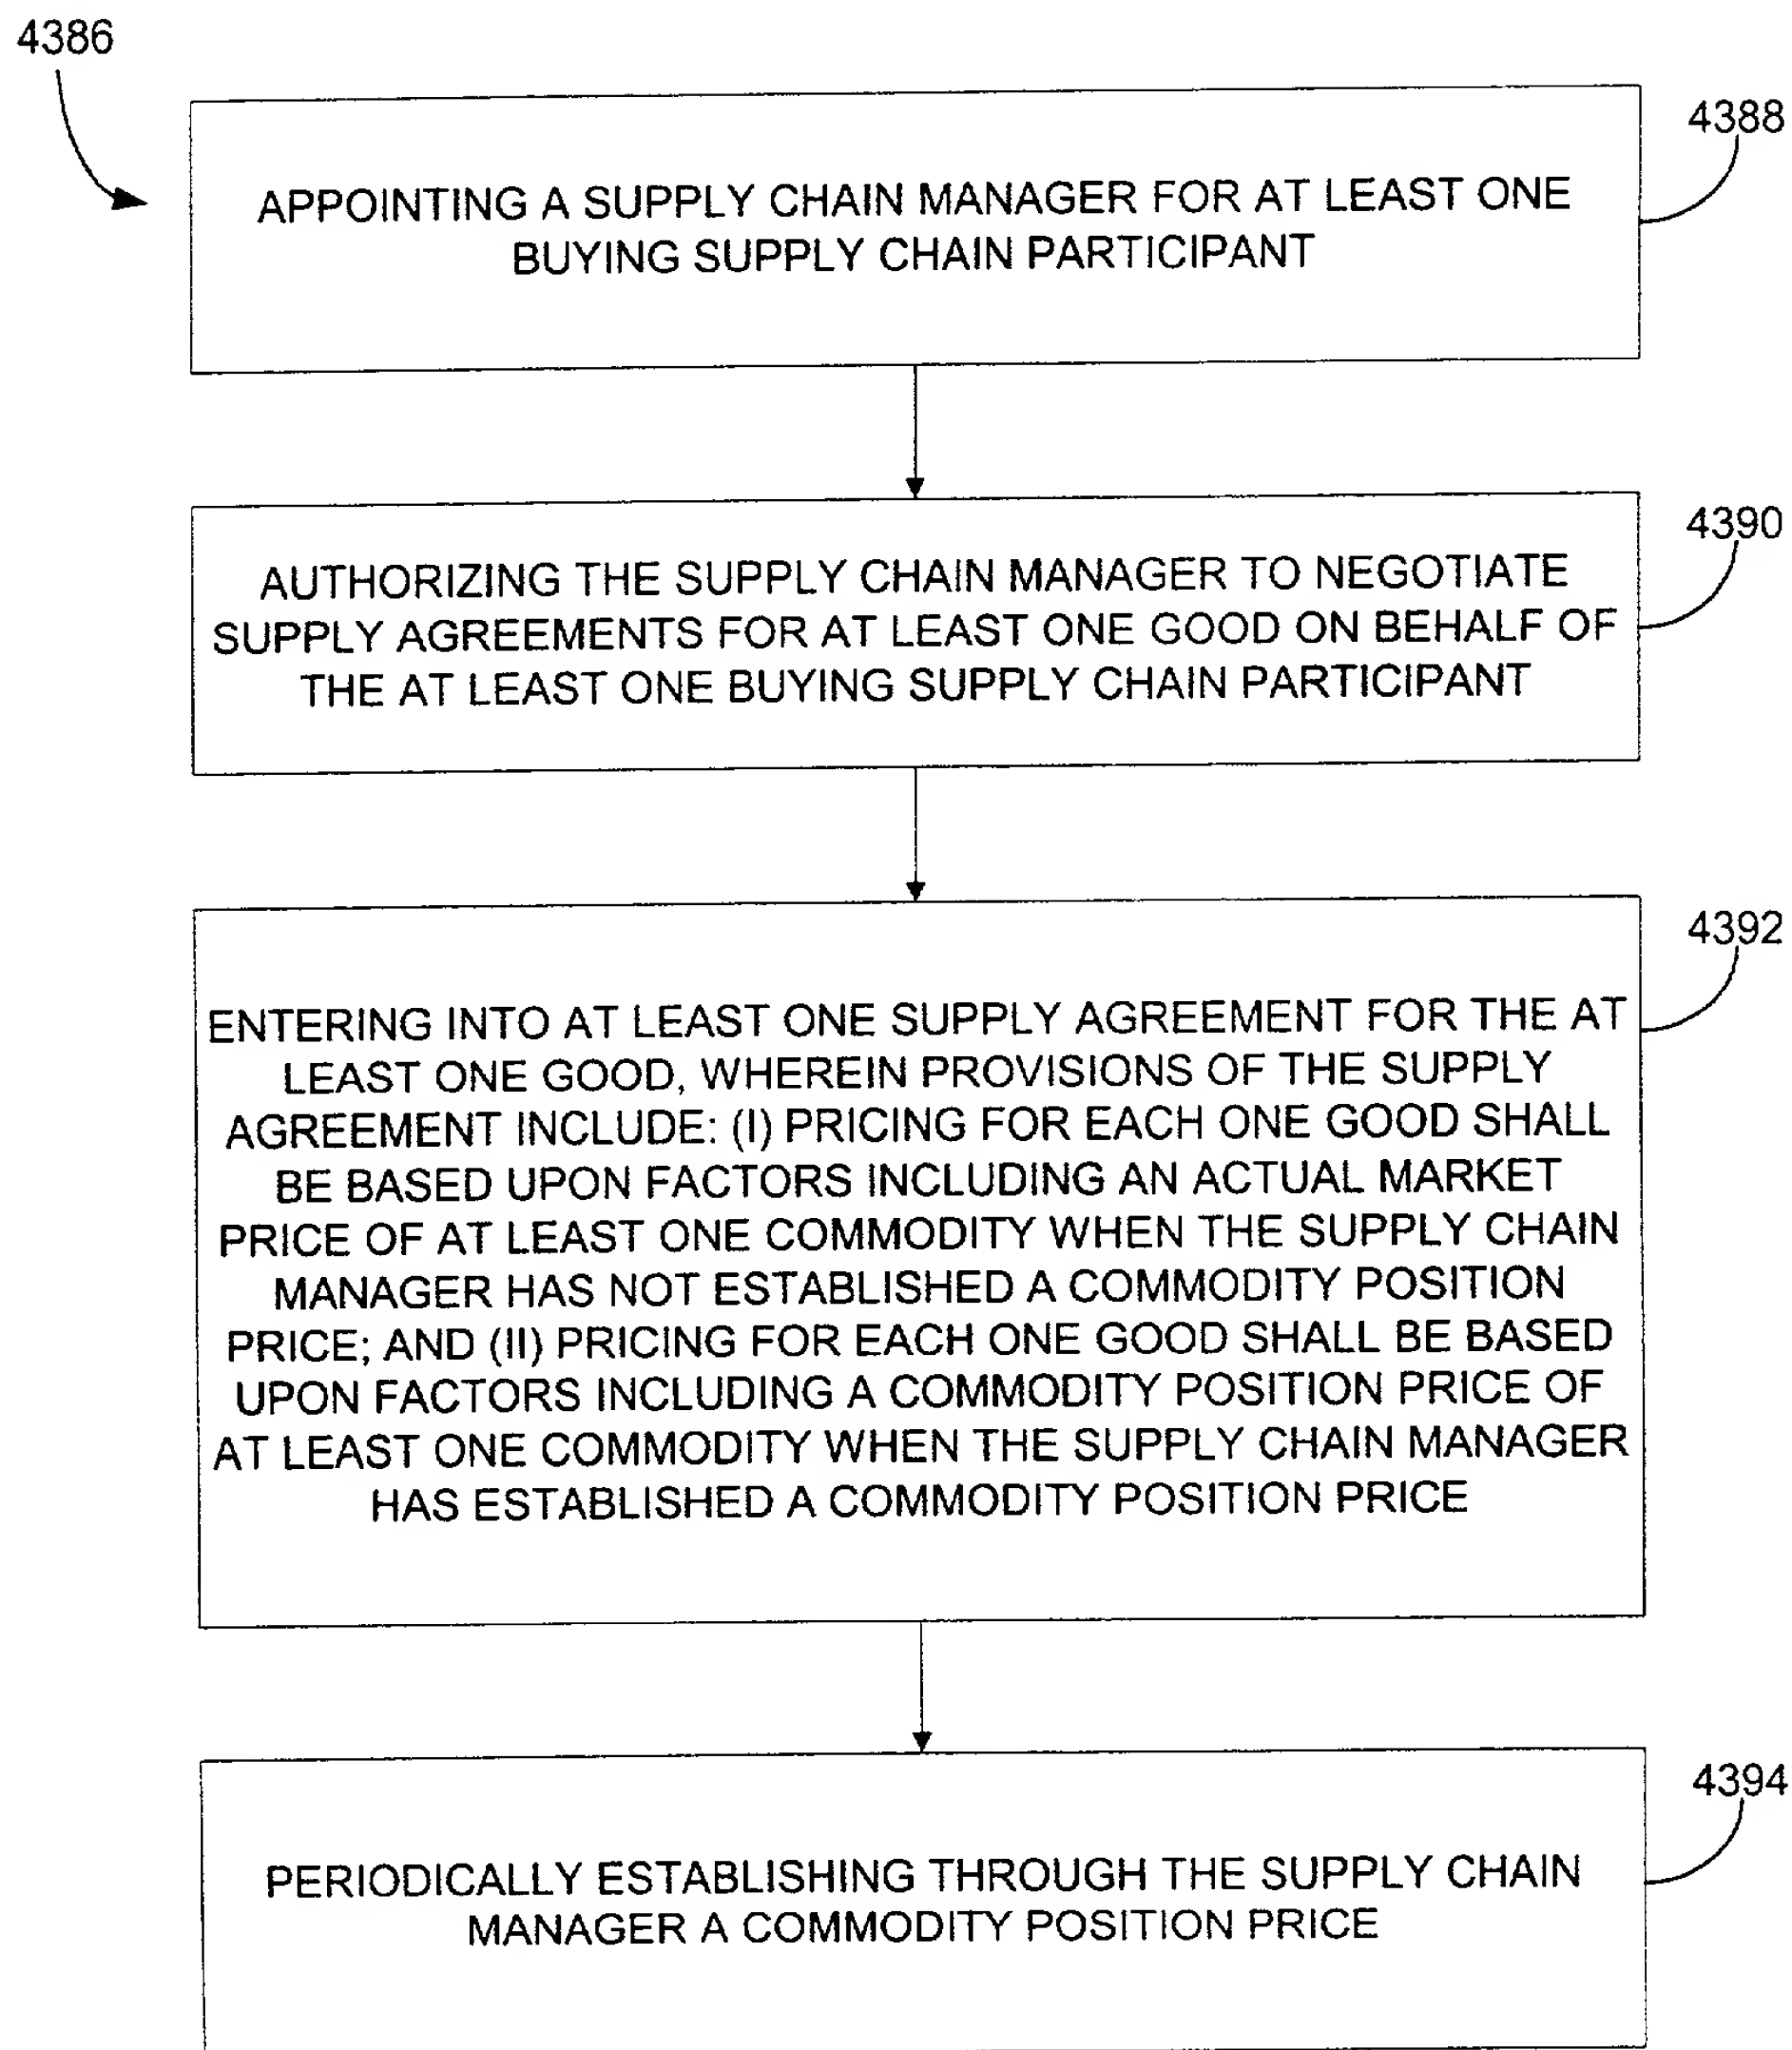 4386
4388
APPOINTING A SUPPLY CHAIN MANAGER FOR AT LEAST ONE
BUYING SUPPLY CHAIN PARTICIPANT
4390
AUTHORIZING THE SUPPLY CHAIN MANAGER TO NEGOTIATE
SUPPLY AGREEMENTS FOR AT LEAST ONE GOOD ON BEHALF OF
THE AT LEAST ONE BUYING SUPPLY CHAIN PARTICIPANT
4392
ENTERING INTO AT LEAST ONE SUPPLY AGREEMENT FOR THE AT
LEAST ONE GOOD, WHEREIN PROVISIONS OF THE SUPPLY
AGREEMENT INCLUDE: (I) PRICING FOR EACH ONE GOOD SHALL
BE BASED UPON FACTORS INCLUDING AN ACTUAL MARKET
PRICE OF AT LEAST ONE COMMODITY WHEN THE SUPPLY CHAIN
MANAGER HAS NOT ESTABLISHED A COMMODITY POSITION
PRICE; AND (II) PRICING FOR EACH ONE GOOD SHALL BE BASED
UPON FACTORS INCLUDING A COMMODITY POSITION PRICE OF
AT LEAST ONE COMMODITY WHEN THE SUPPLY CHAIN MANAGER
HAS ESTABLISHED A COMMODITY POSITION PRICE
4394
PERIODICALLY ESTABLISHING THROUGH THE SUPPLY CHAIN
MANAGER A COMMODITY POSITION PRICE